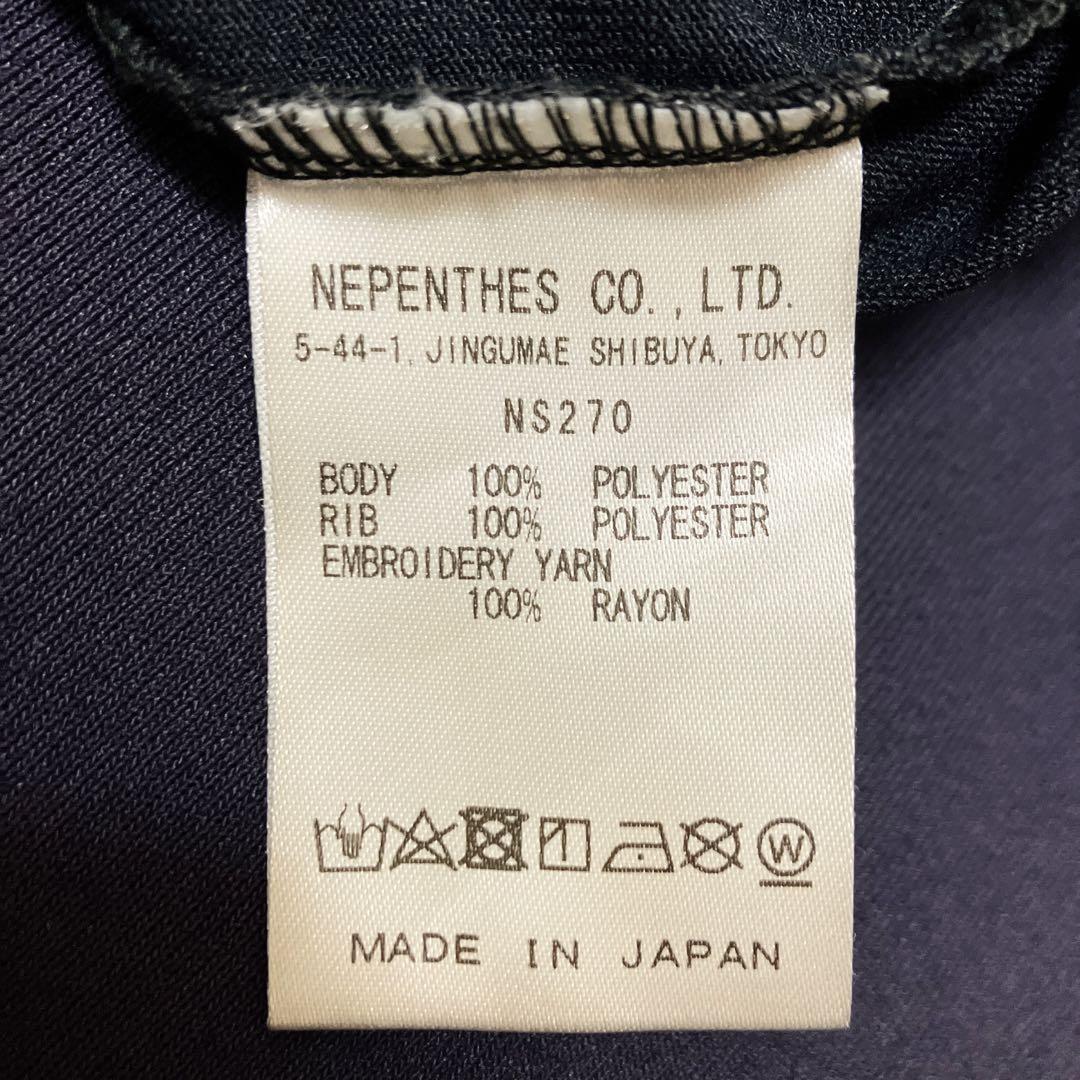 NEPENTHES CO., LTD.
5-44-1, JINGUMAE SHIBUYA, TOKYO
NS270
BODY 100% POLYESTER
RIB 100% POLYESTER
EMBROIDERY YARN
100% RAYON
W
MADE IN JAPAN